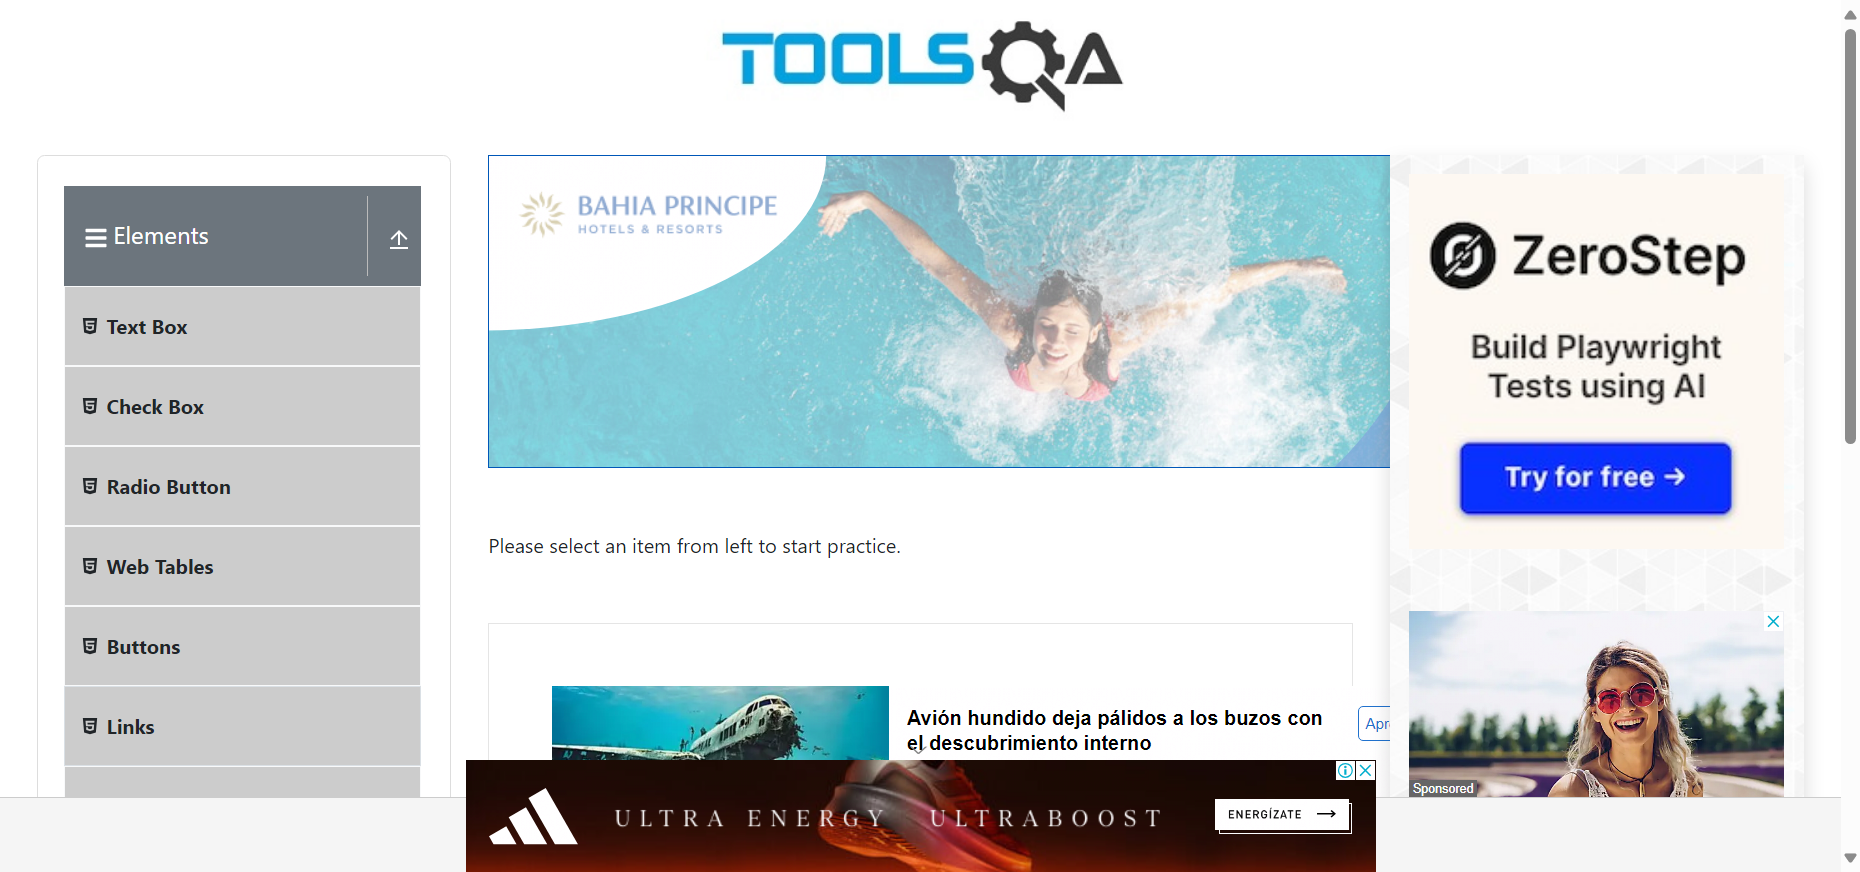 TOOLSQA
Elements
Text Box
Check Box
Radio Button
Web Tables
Buttons
Links
BAHIA PRINCIPE
HOTELS & RESORTS
Please select an item from left to start practice.
Avión hundido deja pálidos a los buzos con
el descubrimiento interno
Apr
ULTRA ENERGY ULTRABOOST
ENERGÍZATE →
ZeroStep
Build Playwright
Tests using AI
Try for free →
Sponsored